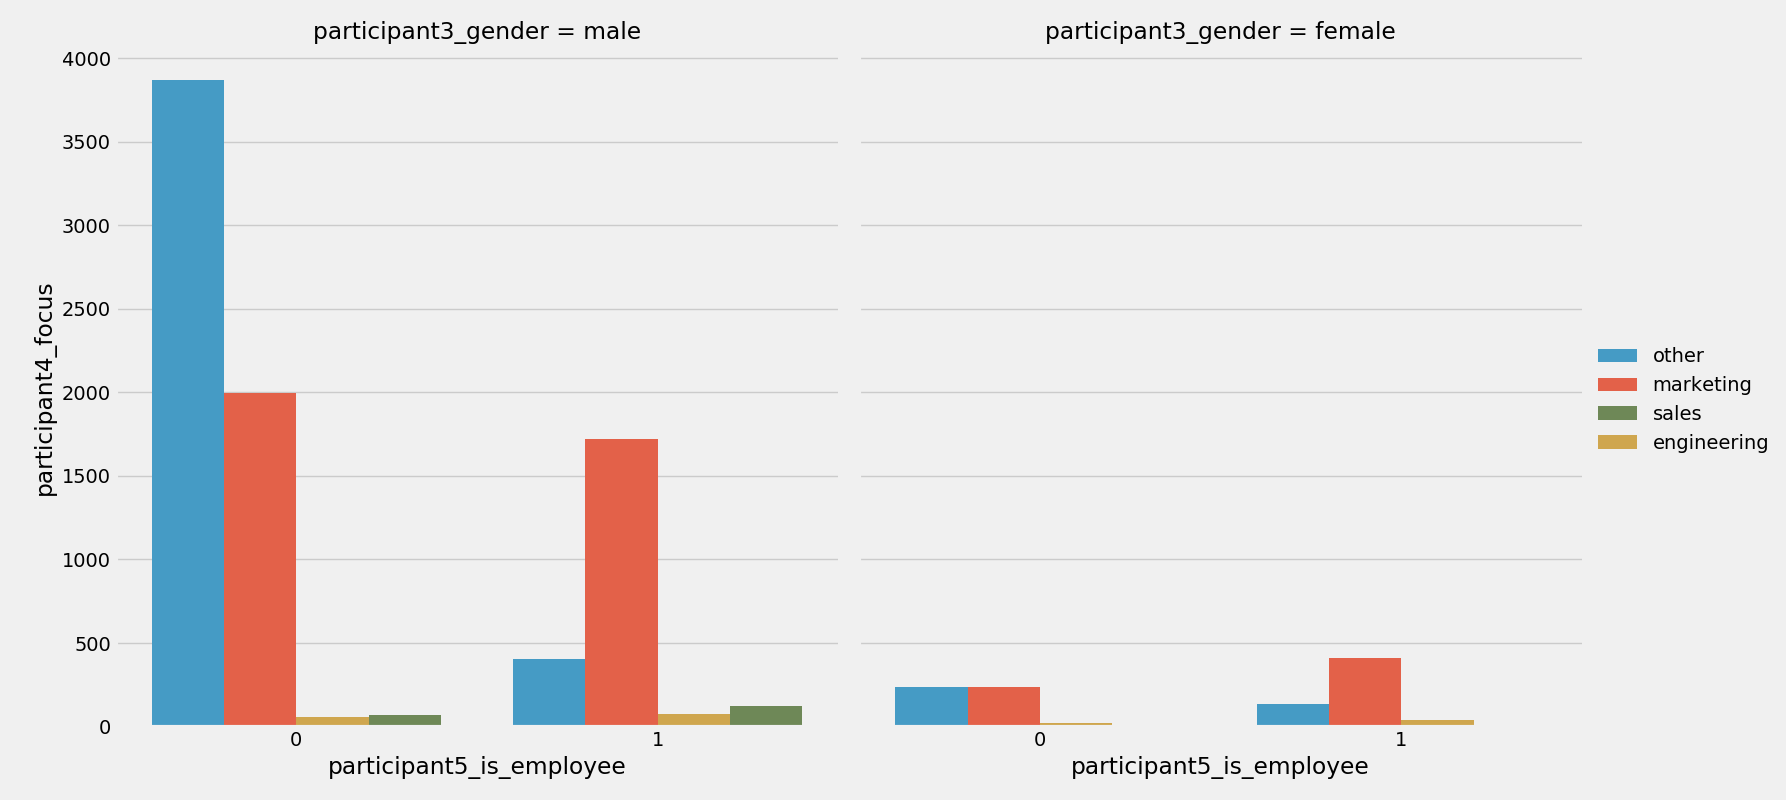 participant3_gender = male
participant3_gender = female
4000
3500
3000
2500
2000
1500
1000
500
0
participant4_focus
0
1
participant5_is_employee
0
1
participant5_is_employee
other
marketing
sales
engineering